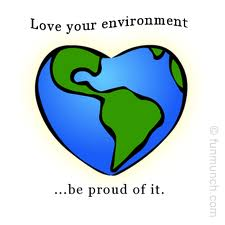 Love your environment
...be proud of it.
© funmunch.com